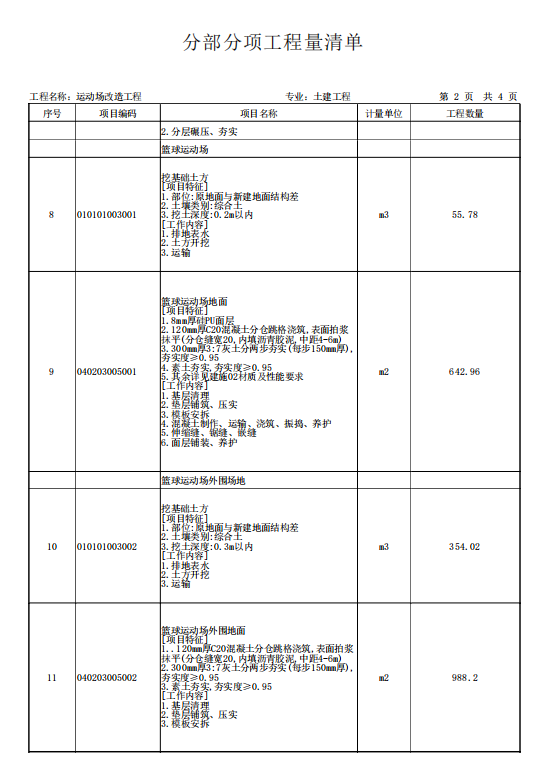 分部分项工程量清单
工程名称：运动场改造工程 专业：土建工程 第 2 页 共 4 页
序号 项目编码 项目名称 计量单位 工程数量
2.分层碾压、夯实
篮球运动场
挖基础土方
[项目特征]
1.部位:原地面与新建地面结构差
2.土壤类别:综合土
3.挖土深度:0.2m以内
[工作内容]
1.排地表水
2.土方开挖
3.运输
8 010101003001 m3 55.78
篮球运动场地面
[项目特征]
1.8mm厚硅PU面层
2.120mm厚C20混凝土分仓跳格浇筑,表面拍浆
抹平(分仓缝宽20,内填沥青胶泥,中距4-6m)
3.300mm厚3:7灰土分两步夯实(每步150mm厚),
夯实度≥0.95
4.素土夯实,夯实度≥0.95
5.其余详见建施02材质及性能要求
[工作内容]
1.基层清理
2.垫层铺筑、压实
3.模板安拆
4.混凝土制作、运输、浇筑、振捣、养护
5.伸缩缝、锯缝、嵌缝
6.面层铺装、养护
9 040203005001 m2 642.96
篮球运动场外围场地
挖基础土方
[项目特征]
1.部位:原地面与新建地面结构差
2.土壤类别:综合土
3.挖土深度:0.3m以内
[工作内容]
1.排地表水
2.土方开挖
3.运输
10 010101003002 m3 354.02
篮球运动场外围地面
[项目特征]
1..120mm厚C20混凝土分仓跳格浇筑,表面拍浆
抹平(分仓缝宽20,内填沥青胶泥,中距4-6m)
2.300mm厚3:7灰土分两步夯实(每步150mm厚),
夯实度≥0.95
3.素土夯实,夯实度≥0.95
[工作内容]
1.基层清理
2.垫层铺筑、压实
3.模板安拆
11 040203005002 m2 988.2